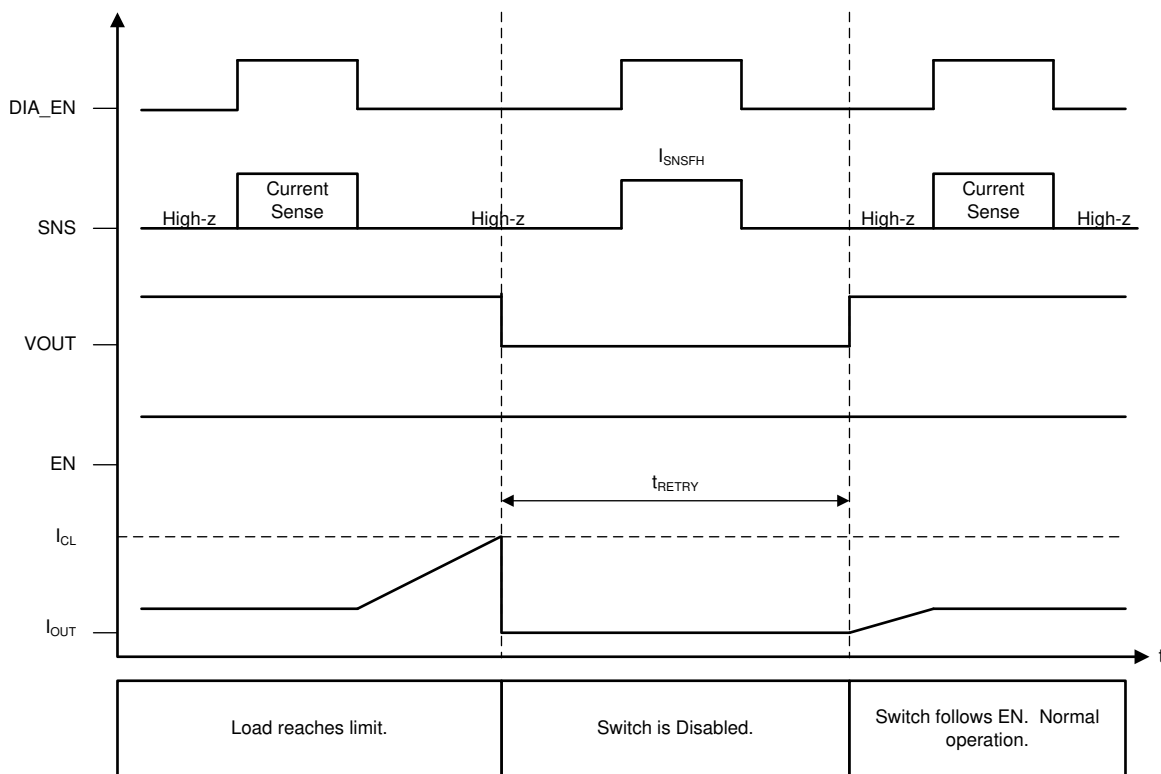 DIA_EN
I_SNSFH
Current
Sense
Current
Sense
High-z
High-z
High-z
High-z
SNS
VOUT
EN
t_RETRY
I_CL
I_OUT
t
Load reaches limit.
Switch is Disabled.
Switch follows EN. Normal
operation.